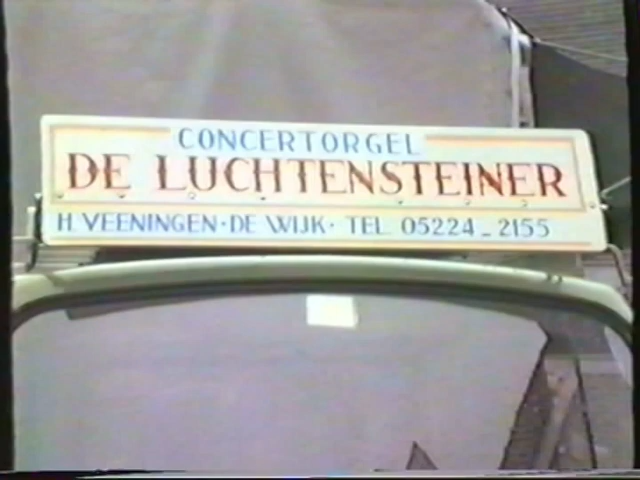 CONCERTORGEL
DE LUCHTENSTEINER
H. VEENINGEN · DE WIJK · TEL 05224 - 2155